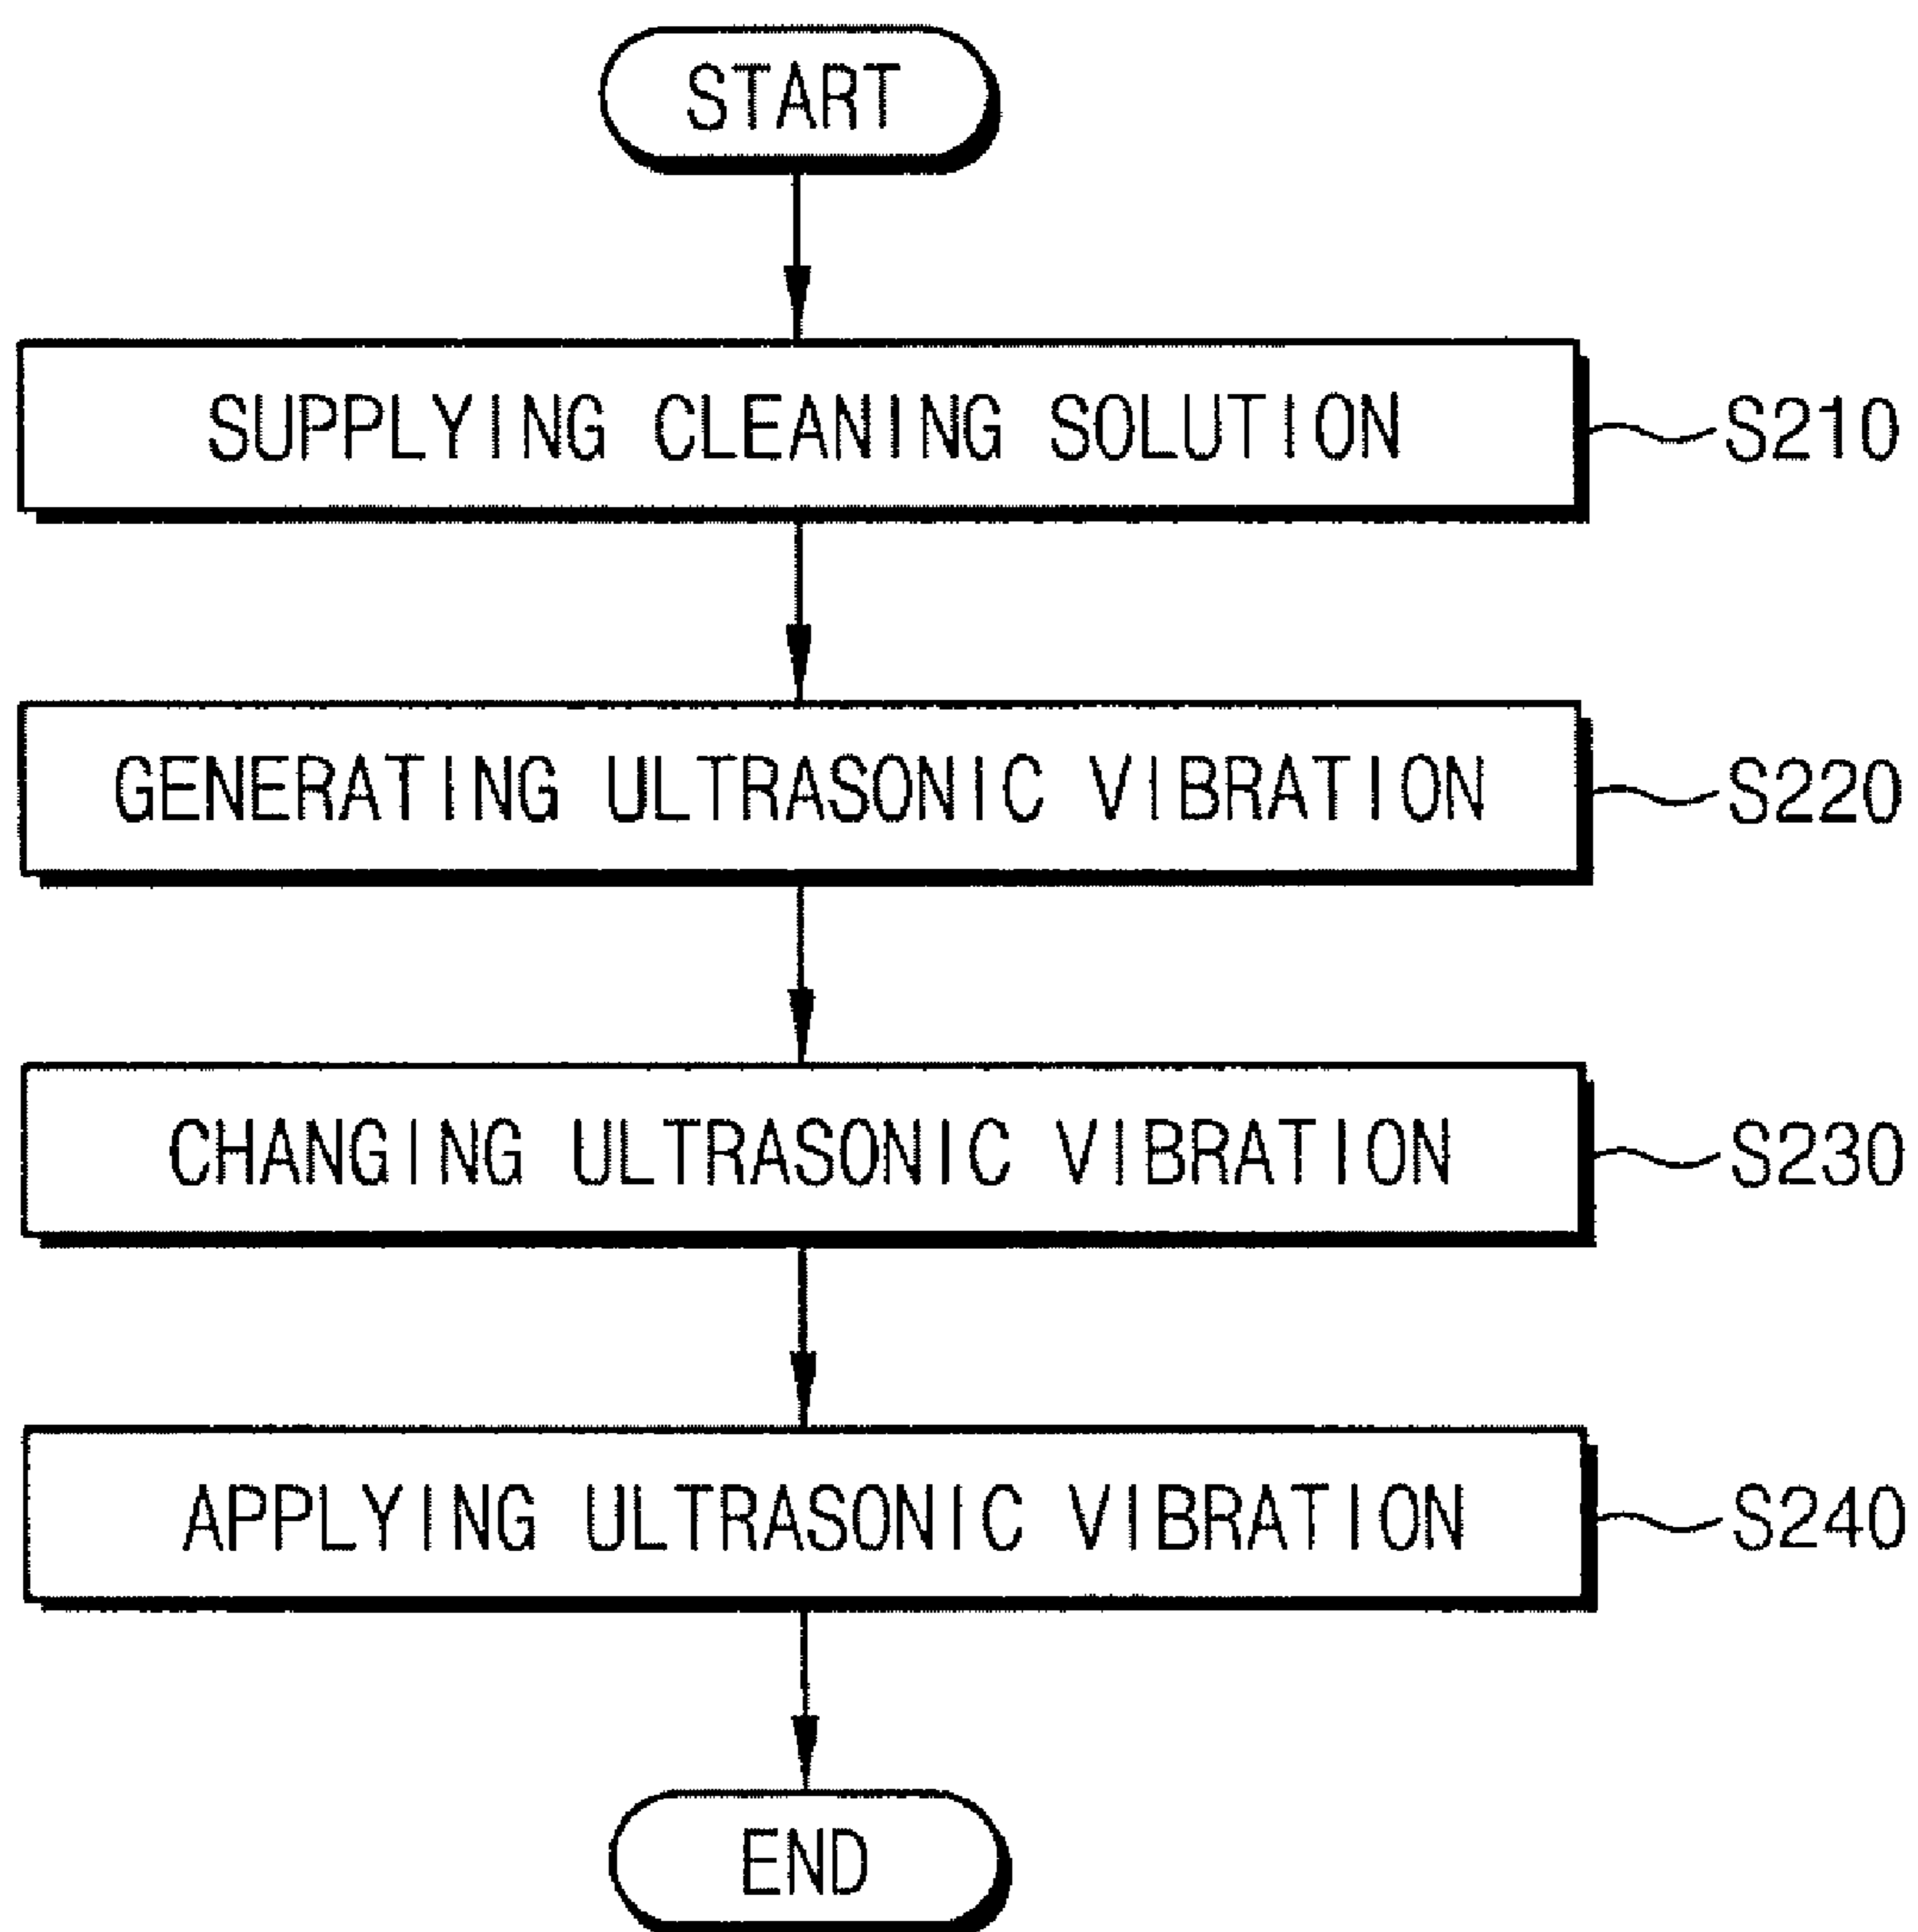 START
SUPPLYING CLEANING SOLUTION S210
GENERATING ULTRASONIC VIBRATION S220
CHANGING ULTRASONIC VIBRATION S230
APPLYING ULTRASONIC VIBRATION S240
END